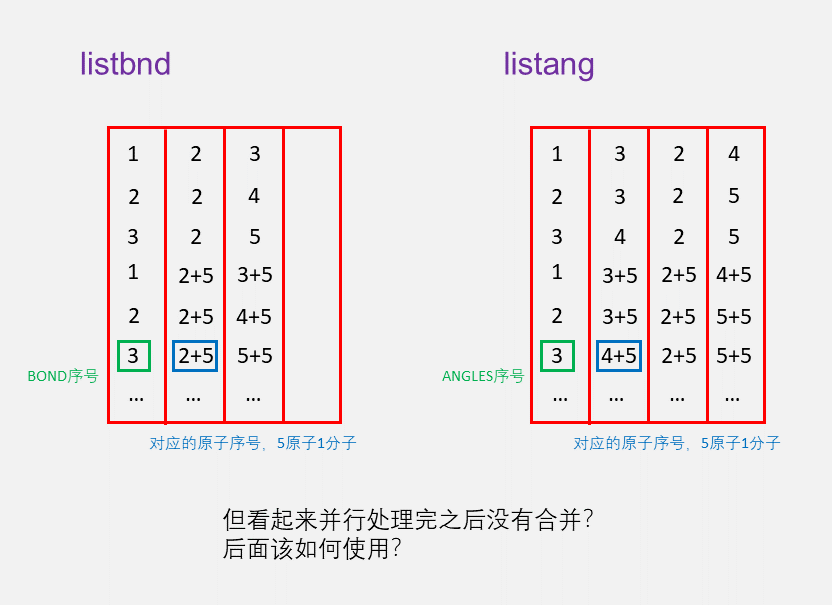 listbnd listang
1 2 3 1 3 2 4
2 2 4 2 3 2 5
3 2 5 3 4 2 5
1 2+5 3+5 1 3+5 2+5 4+5
2 2+5 4+5 2 3+5 2+5 5+5
3 2+5 5+5 3 4+5 2+5 5+5
BOND序号 ANGLES序号
... ... ... ... ... ... ...
对应的原子序号，5原子1分子 对应的原子序号，5原子1分子
但看起来并行处理完之后没有合并？
后面该如何使用？